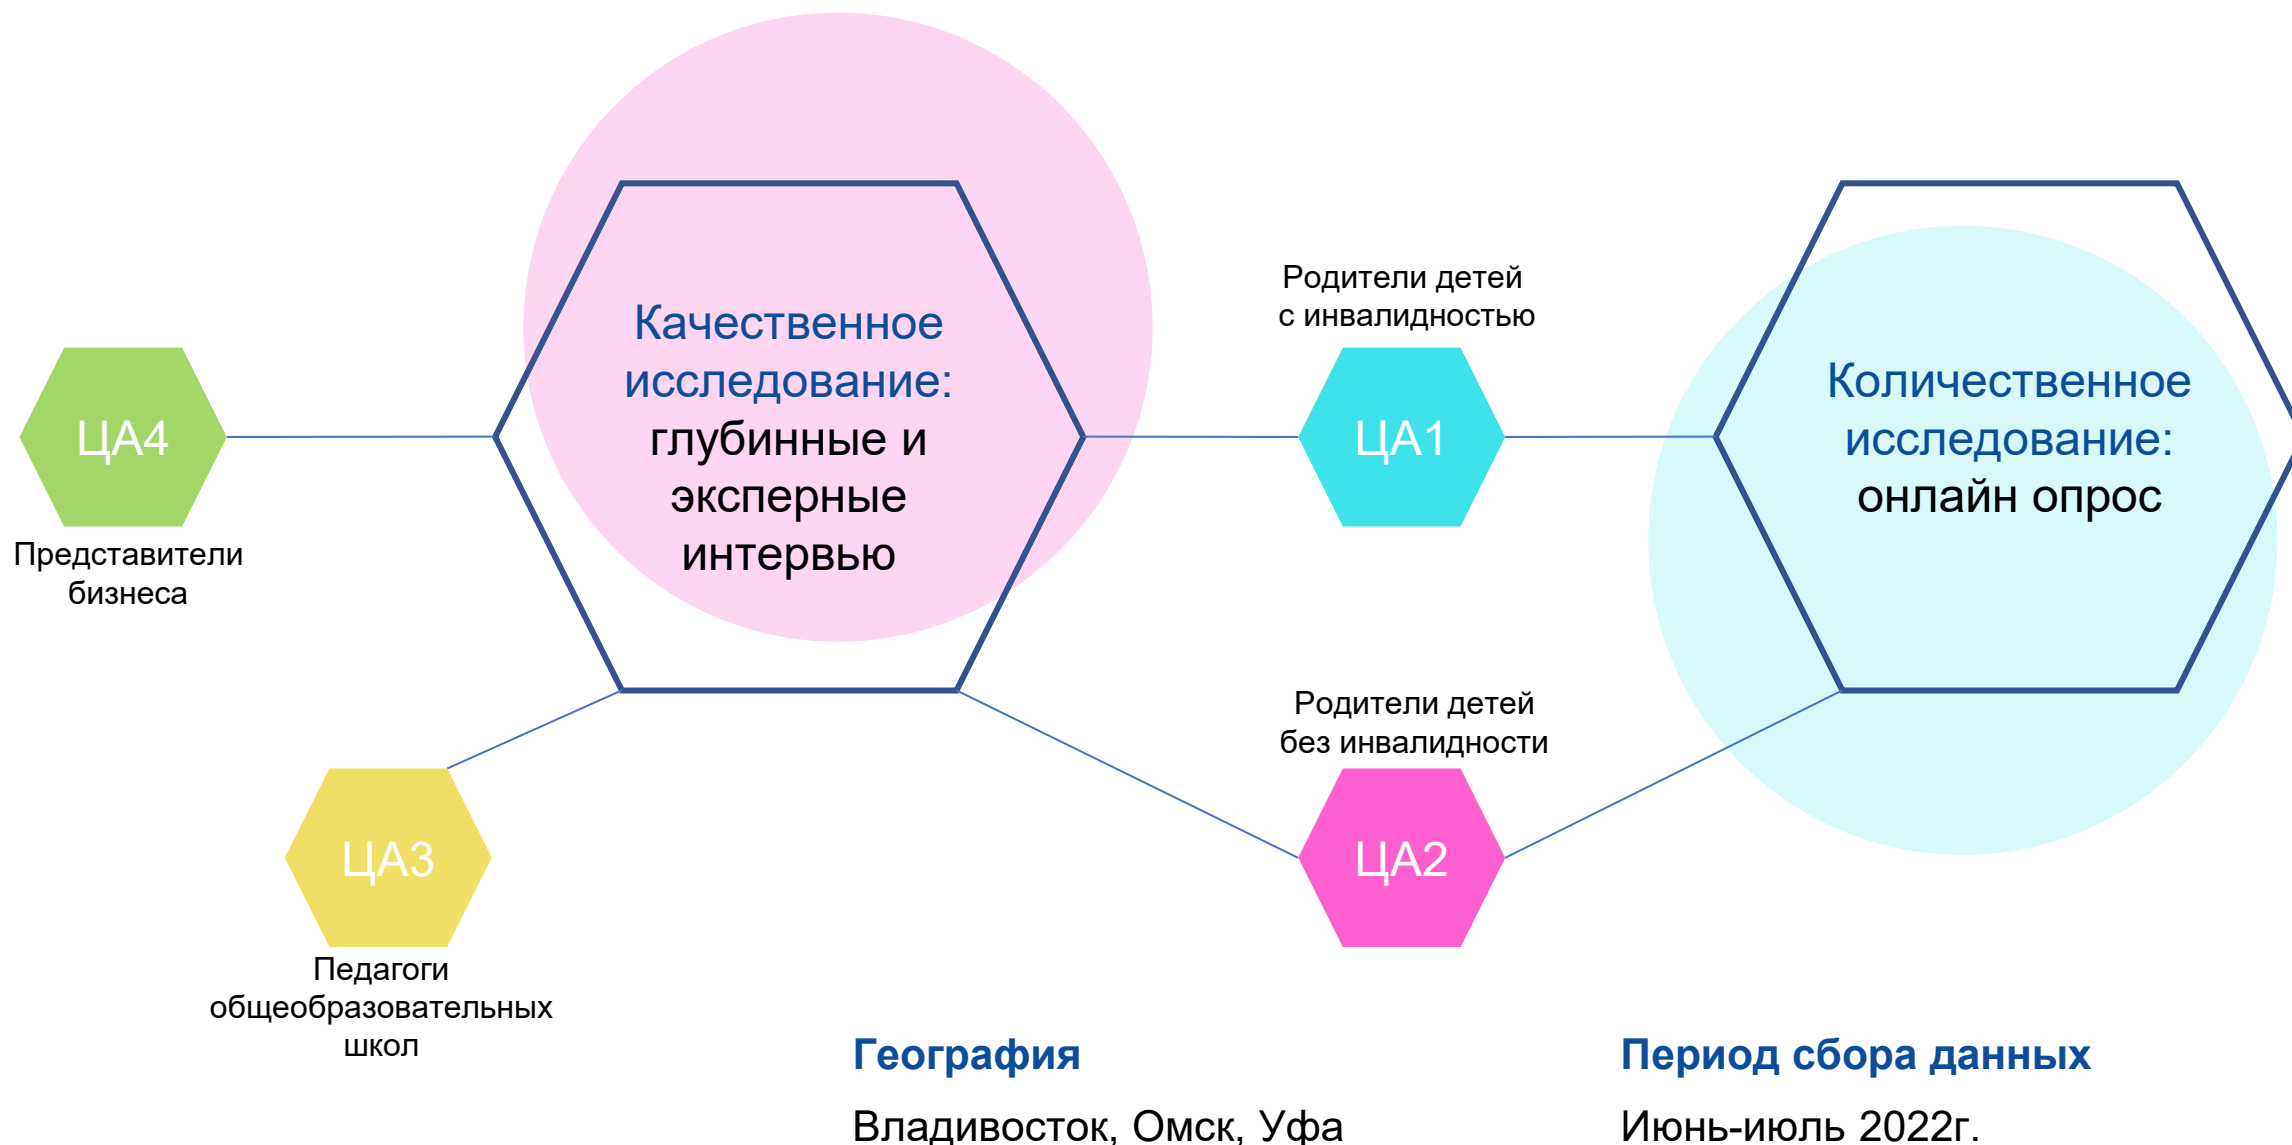 Качественное
исследование:
глубинные и
эксперные
интервью
Родители детей
с инвалидностью
Количественное
исследование:
онлайн опрос
ЦА4
ЦА1
Представители
бизнеса
Родители детей
без инвалидности
ЦА3
ЦА2
Педагоги
общеобразовательных
школ
География
Владивосток, Омск, Уфа
Период сбора данных
Июнь-июль 2022г.